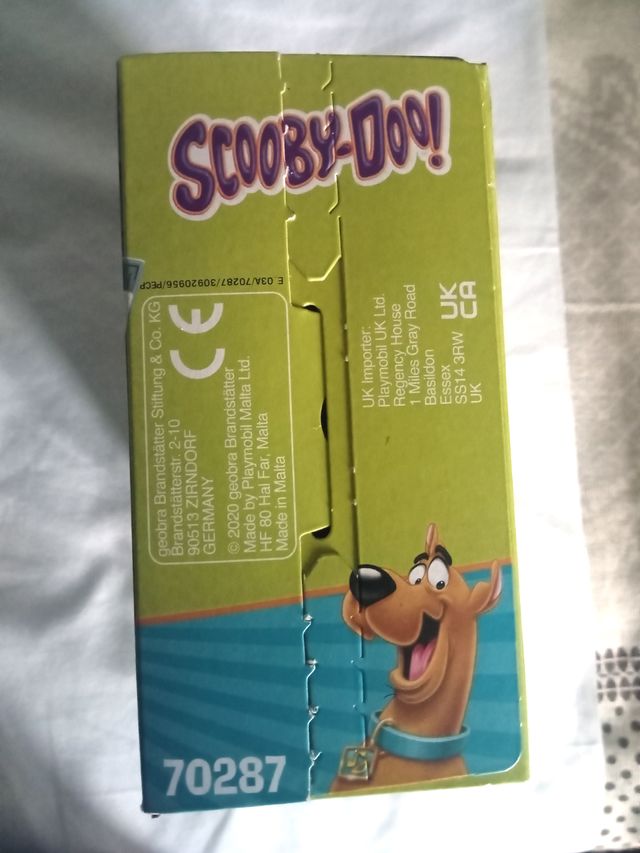 SCOOBY-DOO!
E. 03A/70287/30920956/PECP
geobra Brandstätter Stiftung & Co. KG
Brandstätterstr. 2-10
90513 ZIRNDORF
GERMANY
CE
© 2020 geobra Brandstätter
Made by Playmobil Malta Ltd.
HF 80 Hal Far, Malta
Made in Malta
UK Importer:
Playmobil UK Ltd.
Regency House
1 Miles Gray Road
Basildon
Essex
SS14 3RW
UK
UK
CA
70287